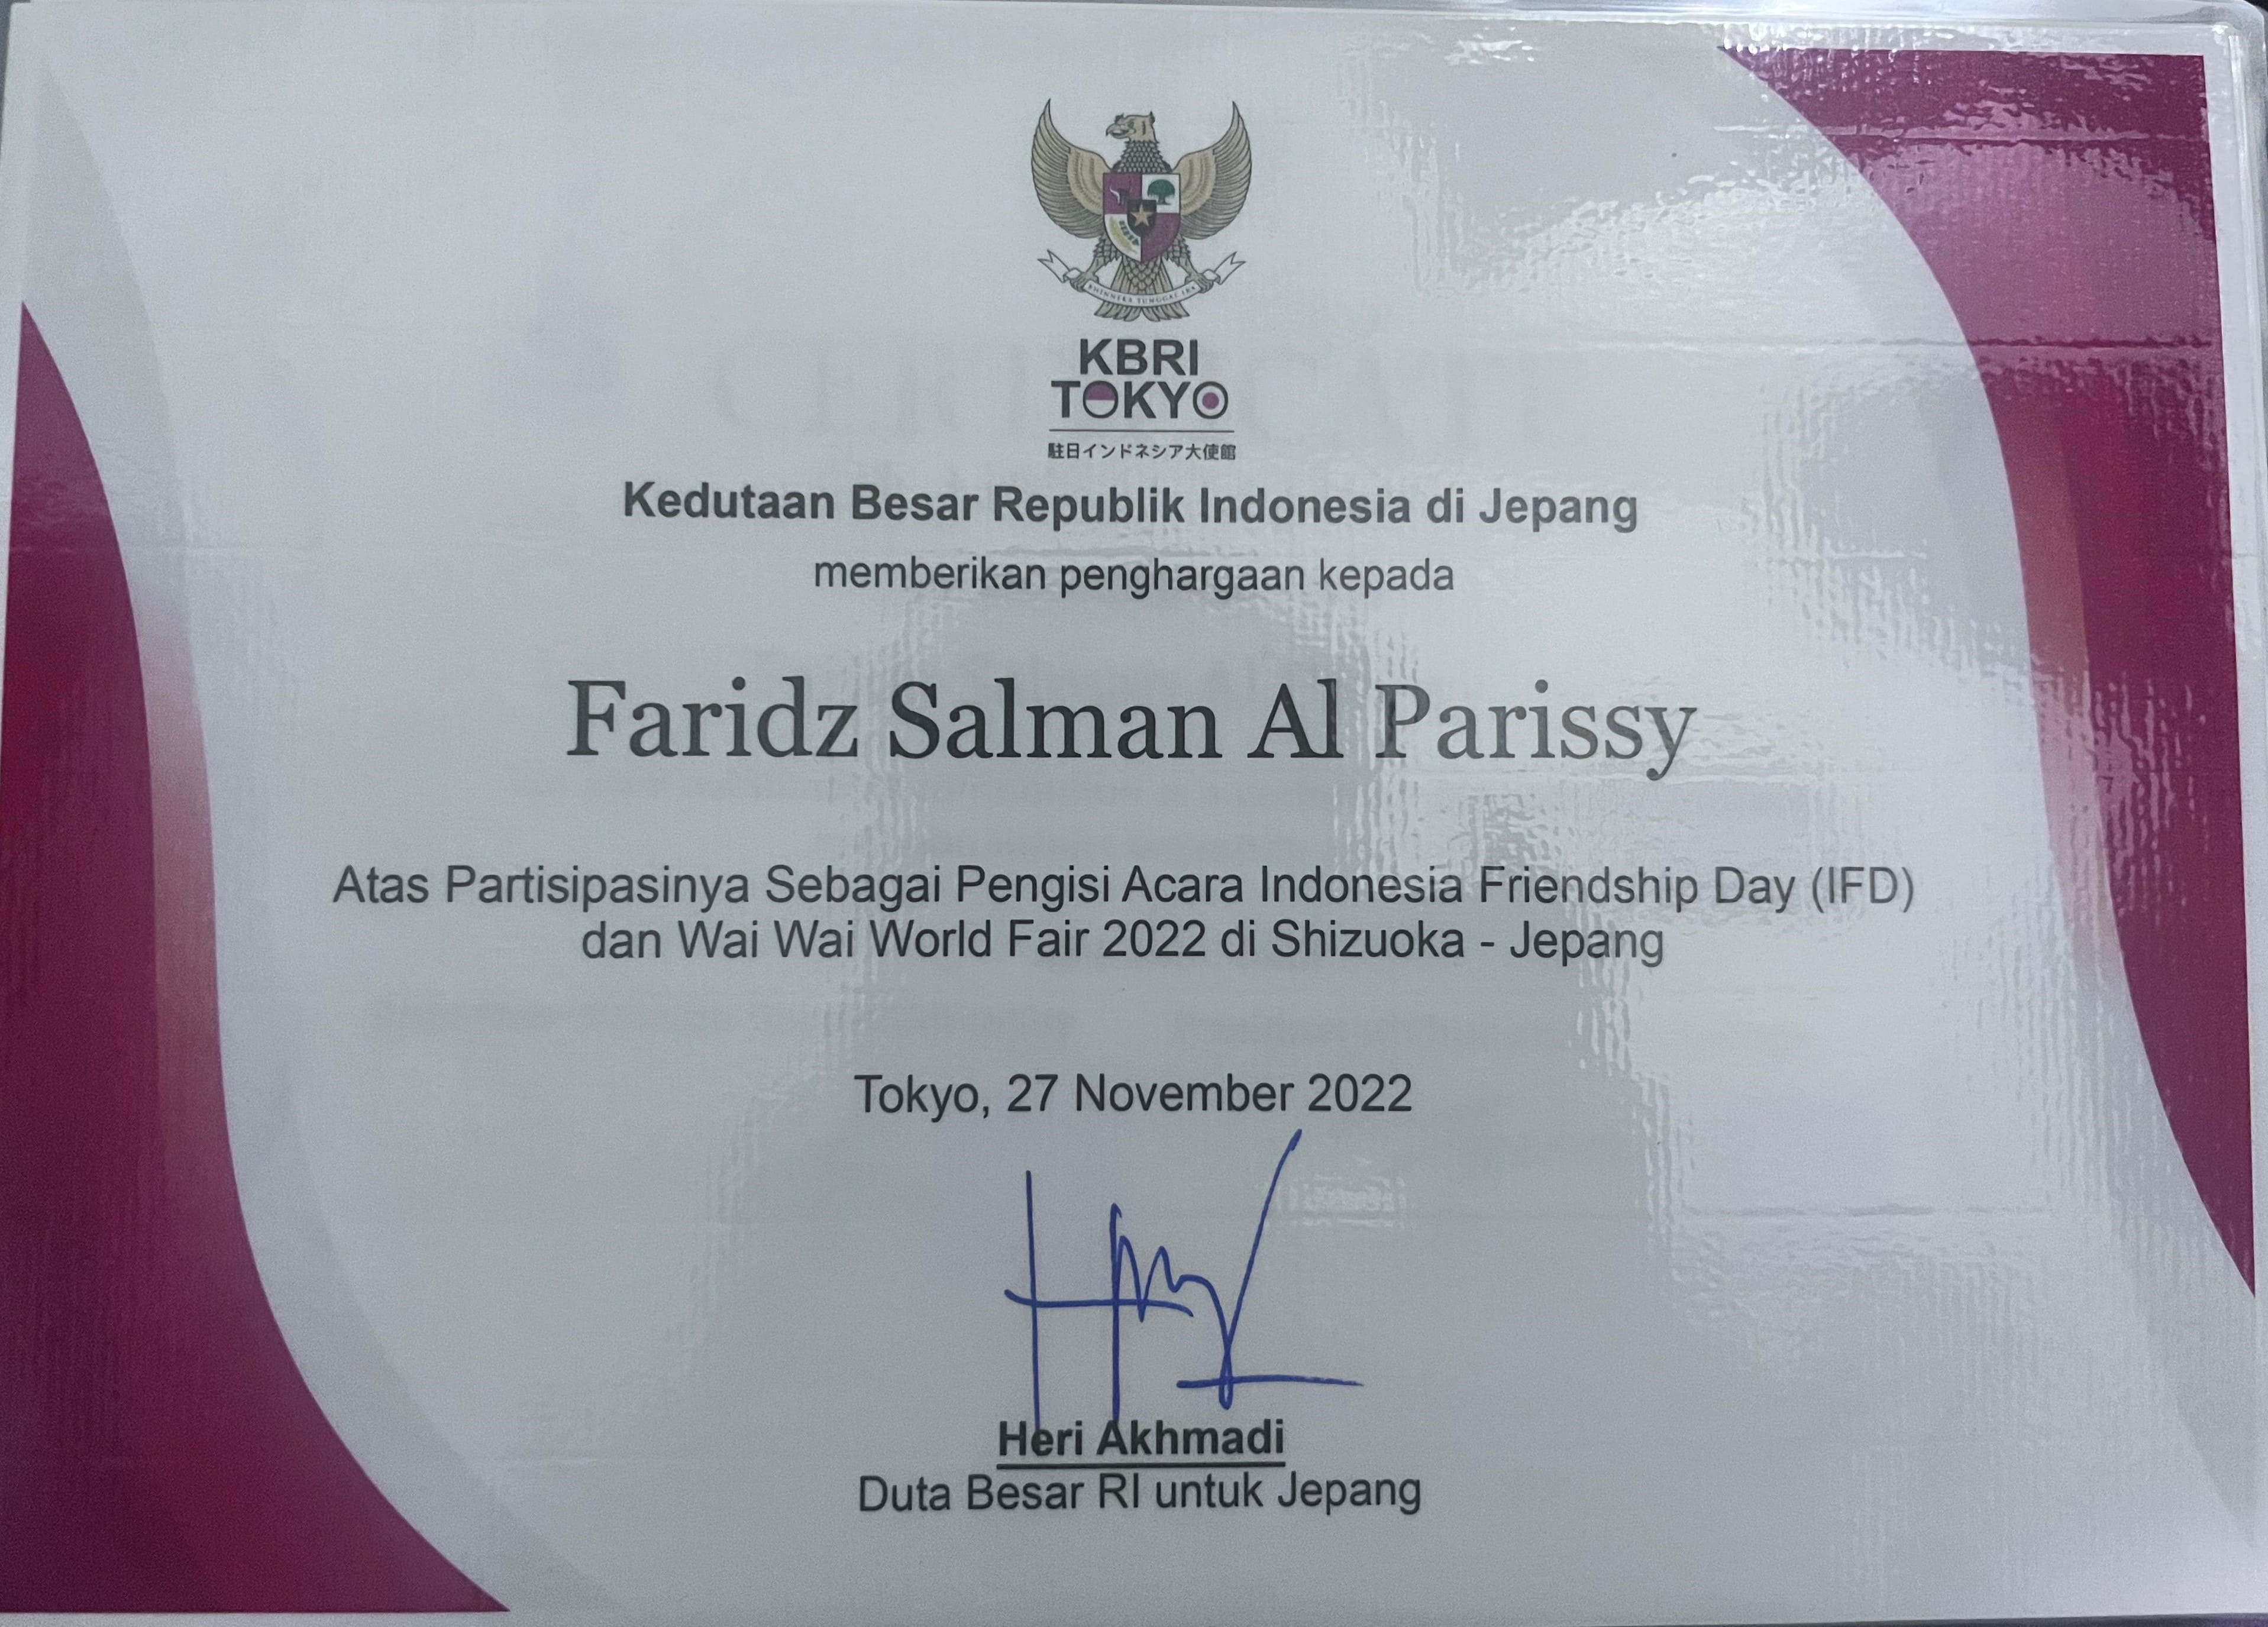 BHINNEKA TUNGGAL IKA
KBRI
TOKYO
駐日インドネシア大使館
Kedutaan Besar Republik Indonesia di Jepang
memberikan penghargaan kepada
Faridz Salman Al Parissy
Atas Partisipasinya Sebagai Pengisi Acara Indonesia Friendship Day (IFD)
dan Wai Wai World Fair 2022 di Shizuoka - Jepang
Tokyo, 27 November 2022
Heri Akhmadi
Duta Besar RI untuk Jepang